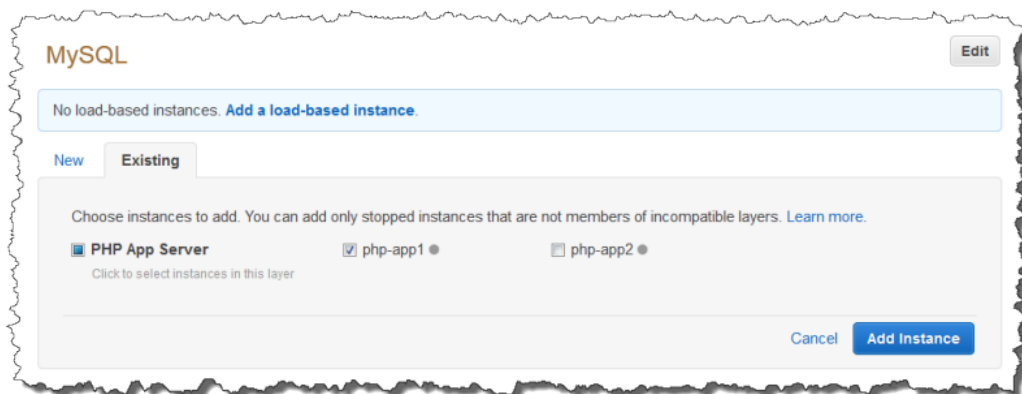 MySQL
Edit
No load-based instances. Add a load-based instance.
New
Existing
Choose instances to add. You can add only stopped instances that are not members of incompatible layers. Learn more.
PHP App Server
php-app1
php-app2
Click to select instances in this layer
Cancel
Add Instance